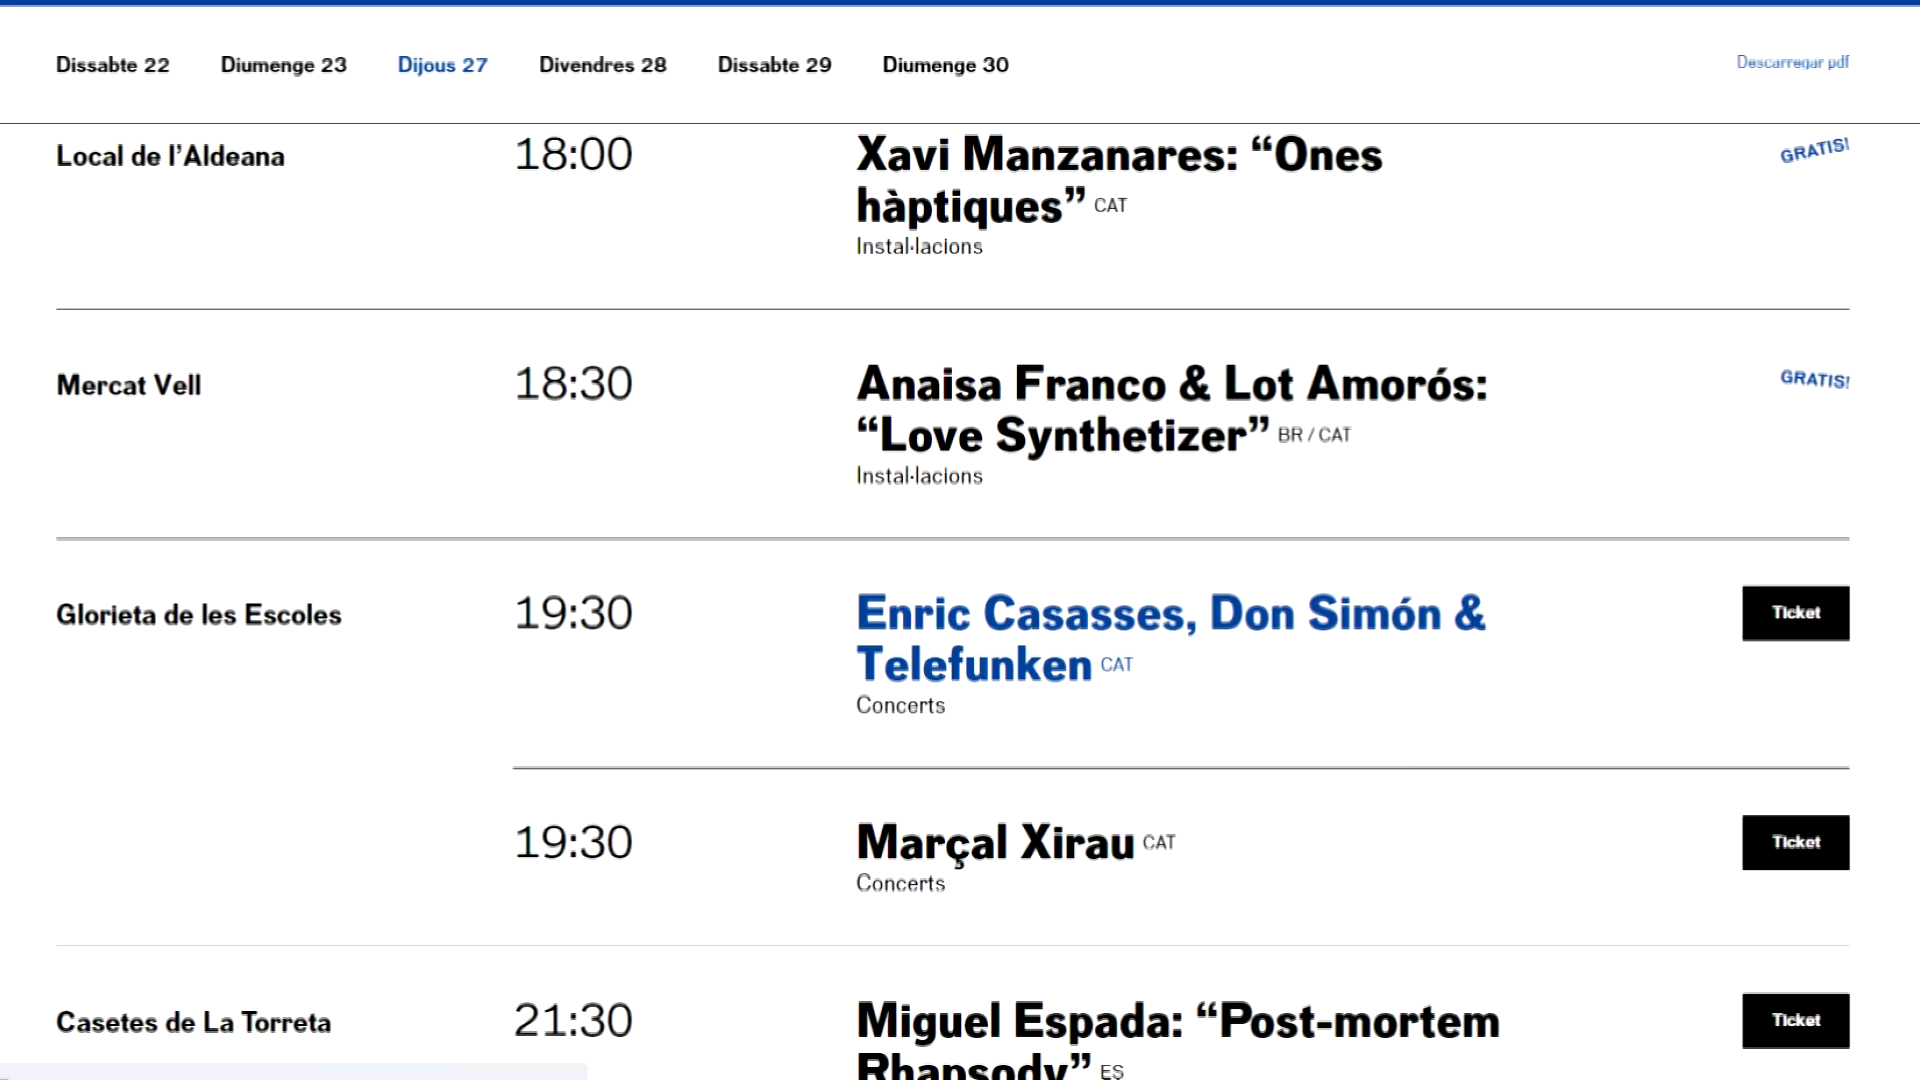 Dissabte 22 Diumenge 23 Dijous 27 Divendres 28 Dissabte 29 Diumenge 30 Descarregar pdf
Local de l’Aldeana 18:00 Xavi Manzanares: “Ones GRATIS!
hàptiques” CAT
Instal·lacions
Mercat Vell 18:30 Anaisa Franco & Lot Amorós: GRATIS!
“Love Synthetizer” BR / CAT
Instal·lacions
Glorieta de les Escoles 19:30 Enric Casasses, Don Simón & Ticket
Telefunken CAT
Concerts
19:30 Marçal Xirau CAT Ticket
Concerts
Casetes de La Torreta 21:30 Miguel Espada: “Post-mortem Ticket
Rhapsody” ES